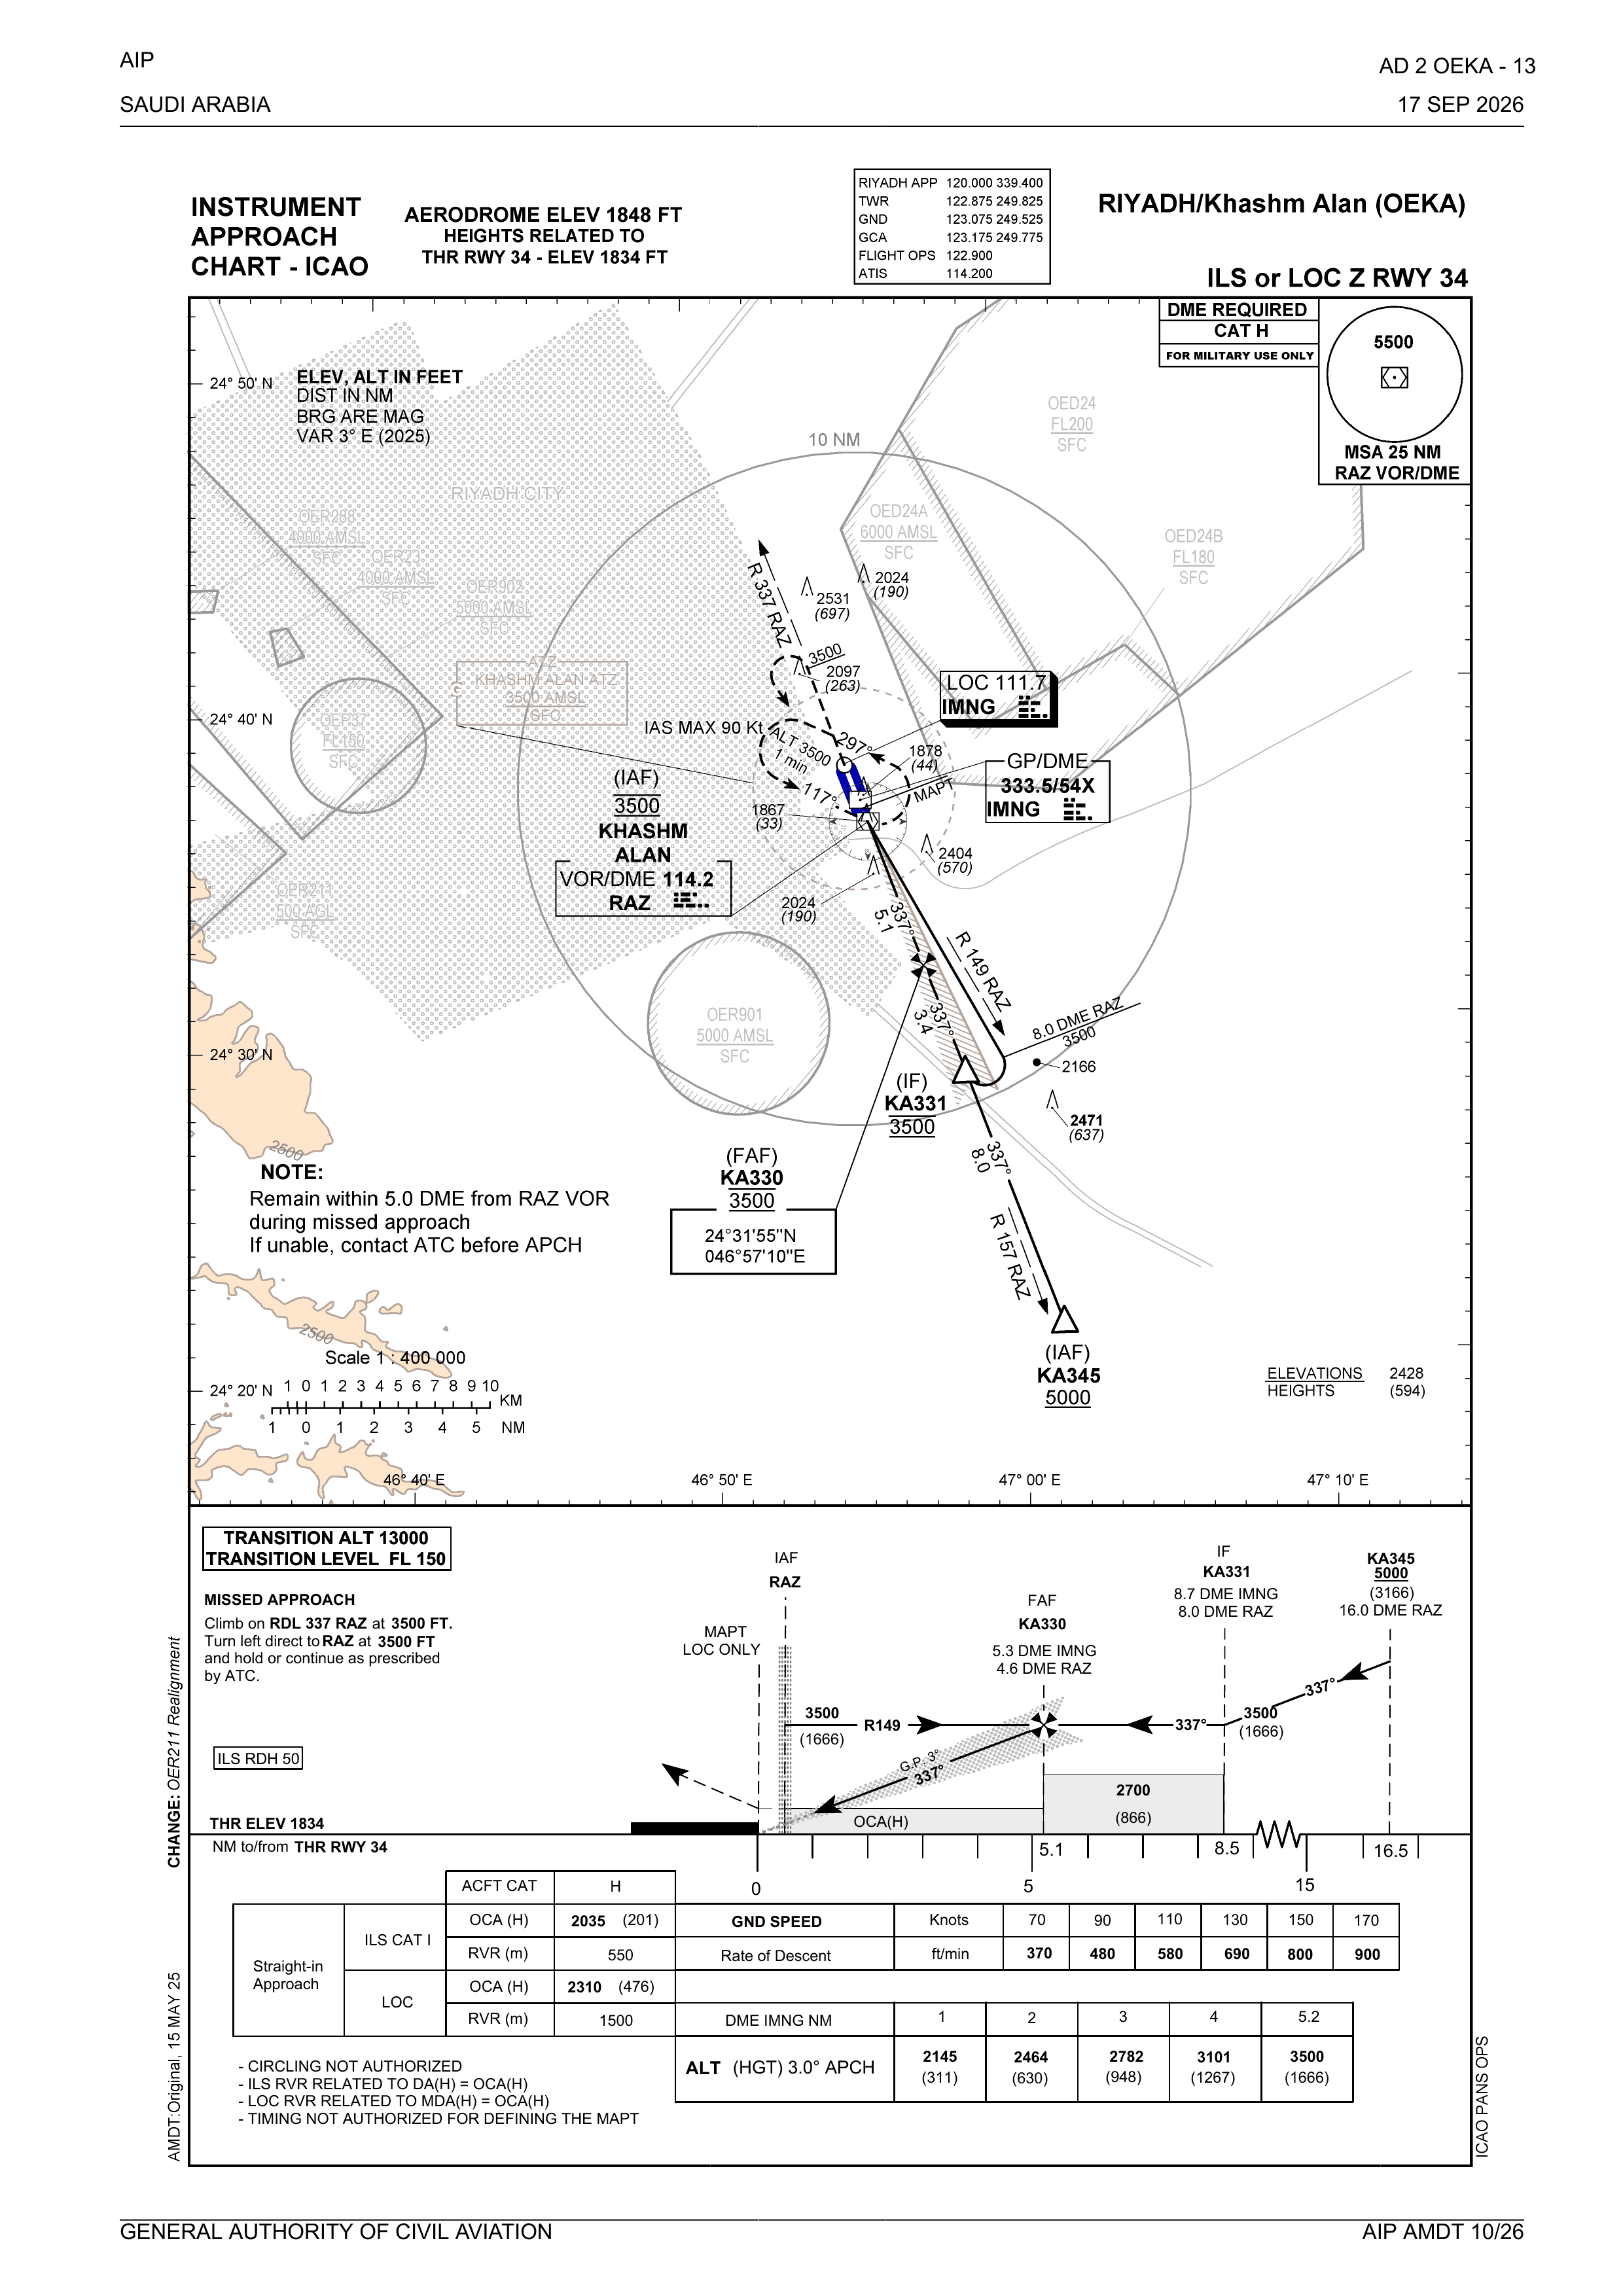 AIP
AD 2 OEKA - 13
SAUDI ARABIA
17 SEP 2026
INSTRUMENT
APPROACH
CHART - ICAO
AERODROME ELEV 1848 FT
HEIGHTS RELATED TO
THR RWY 34 - ELEV 1834 FT
RIYADH APP 120.000 339.400
TWR 122.875 249.825
GND 123.075 249.525
GCA 123.175 249.775
FLIGHT OPS 122.900
ATIS 114.200
RIYADH/Khashm Alan (OEKA)
ILS or LOC Z RWY 34
DME REQUIRED
CAT H
FOR MILITARY USE ONLY
5500
MSA 25 NM
RAZ VOR/DME
24° 50' N
ELEV, ALT IN FEET
DIST IN NM
BRG ARE MAG
VAR 3° E (2025)
OED24
FL200
SFC
10 NM
RIYADH CITY
OER288
4000 AMSL
SFC
OER23
4000 AMSL
SFC
OER902
5000 AMSL
SFC
OED24A
6000 AMSL
SFC
OED24B
FL180
SFC
R 337 RAZ
2531
(697)
2024
(190)
3500
2097
(263)
ATZ
KHASHM ALAN ATZ
3500 AMSL
SFC
C
LOC 111.7
IMNG
24° 40' N
OER37
FL150
SFC
IAS MAX 90 Kt
ALT 3500
1 min
297°
117°
1878
(44)
MAPT
GP/DME
333.5/54X
IMNG
(IAF)
3500
KHASHM
ALAN
VOR/DME 114.2
RAZ
1867
(33)
2404
(570)
2024
(190)
OER211
500 AGL
SFC
337°
5.1
R 149 RAZ
OER901
5000 AMSL
SFC
337°
3.4
8.0 DME RAZ
3500
24° 30' N
2166
(IF)
KA331
3500
2471
(637)
2500
NOTE:
Remain within 5.0 DME from RAZ VOR
during missed approach
If unable, contact ATC before APCH
(FAF)
KA330
3500
24°31'55"N
046°57'10"E
337°
8.0
R 157 RAZ
2500
Scale 1 : 400 000
(IAF)
KA345
5000
24° 20' N
1 0 1 2 3 4 5 6 7 8 9 10 KM
1 0 1 2 3 4 5 NM
ELEVATIONS 2428
HEIGHTS (594)
46° 40' E
46° 50' E
47° 00' E
47° 10' E
TRANSITION ALT 13000
TRANSITION LEVEL FL 150
MISSED APPROACH
Climb on RDL 337 RAZ at 3500 FT.
Turn left direct to RAZ at 3500 FT
and hold or continue as prescribed
by ATC.
ILS RDH 50
THR ELEV 1834
NM to/from THR RWY 34
MAPT
LOC ONLY
IAF
RAZ
FAF
KA330
5.3 DME IMNG
4.6 DME RAZ
IF
KA331
8.7 DME IMNG
8.0 DME RAZ
KA345
5000
(3166)
16.0 DME RAZ
3500
(1666)
R149
337°
3500
(1666)
337°
G.P. 3°
337°
OCA(H)
2700
(866)
5.1
8.5
16.5
0
5
15
ACFT CAT H
Straight-in
Approach
ILS CAT I
OCA (H) 2035 (201)
RVR (m) 550
LOC
OCA (H) 2310 (476)
RVR (m) 1500
GND SPEED Knots 70 90 110 130 150 170
Rate of Descent ft/min 370 480 580 690 800 900
DME IMNG NM 1 2 3 4 5.2
ALT (HGT) 3.0° APCH
2145 2464 2782 3101 3500
(311) (630) (948) (1267) (1666)
- CIRCLING NOT AUTHORIZED
- ILS RVR RELATED TO DA(H) = OCA(H)
- LOC RVR RELATED TO MDA(H) = OCA(H)
- TIMING NOT AUTHORIZED FOR DEFINING THE MAPT
CHANGE: OER211 Realignment
AMDT:Original, 15 MAY 25
ICAO PANS OPS
GENERAL AUTHORITY OF CIVIL AVIATION
AIP AMDT 10/26